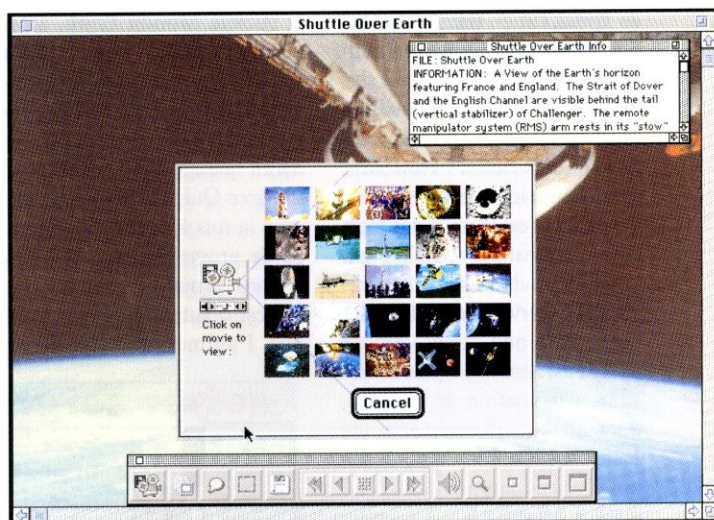 Shuttle Over Earth
Shuttle Over Earth Info
FILE: Shuttle Over Earth
INFORMATION: A View of the Earth's horizon
featuring France and England. The Strait of Dover
and the English Channel are visible behind the tail
(vertical stabilizer) of Challenger. The remote
manipulator system (RMS) arm rests in its "stow"
Click on
movie to
view:
Cancel